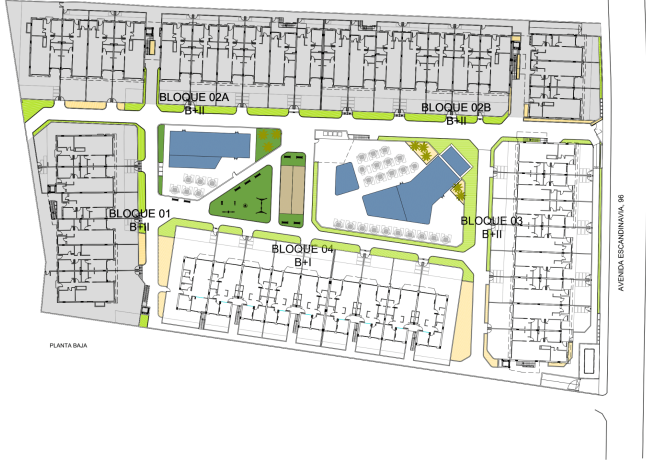 BLOQUE 02A
B+II
BLOQUE 02B
B+II
BLOQUE 01
B+II
BLOQUE 03
B+II
BLOQUE 04
B+I
AVENIDA ESCANDINAVIA, 96
PLANTA BAJA